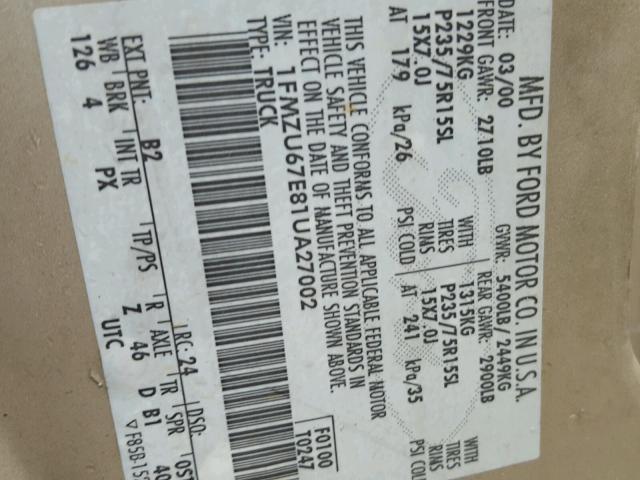 MFD. BY FORD MOTOR CO. IN U.S.A.
DATE: 03/00 GVWR: 5400LB/2449KG
FRONT GAWR: 2710LB REAR GAWR: 2900LB
1229KG WITH 1315KG WITH
P235/75R15SL TIRES P235/75R15SL TIRES
15X7.0J RIMS 15X7.0J RIMS
AT 179 kPa/26 PSI COLD AT 241 kPa/35 PSI COL
THIS VEHICLE CONFORMS TO ALL APPLICABLE FEDERAL MOTOR
VEHICLE SAFETY AND THEFT PREVENTION STANDARDS IN
EFFECT ON THE DATE OF MANUFACTURE SHOWN ABOVE.
VIN: 1FMZU67E81UA27002
TYPE: TRUCK
F0100
T0247
EXT PNT: B2 RC: 24 DSO:
WB BRK INT TR TP/PS R AXLE TR SPR OS
126 4 PX Z 46 D B1 40
UTC ▽ F85B-15